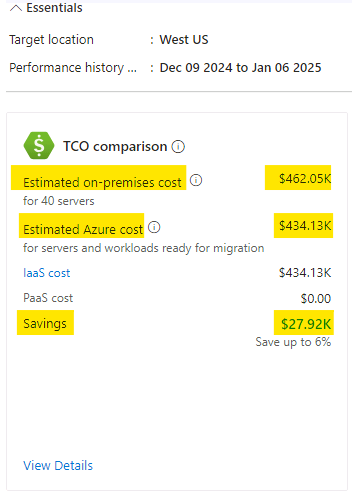 Essentials
Target location : West US
Performance history ... : Dec 09 2024 to Jan 06 2025
$ TCO comparison i
Estimated on-premises cost i $462.05K
for 40 servers
Estimated Azure cost i $434.13K
for servers and workloads ready for migration
IaaS cost $434.13K
PaaS cost $0.00
Savings $27.92K
Save up to 6%
View Details